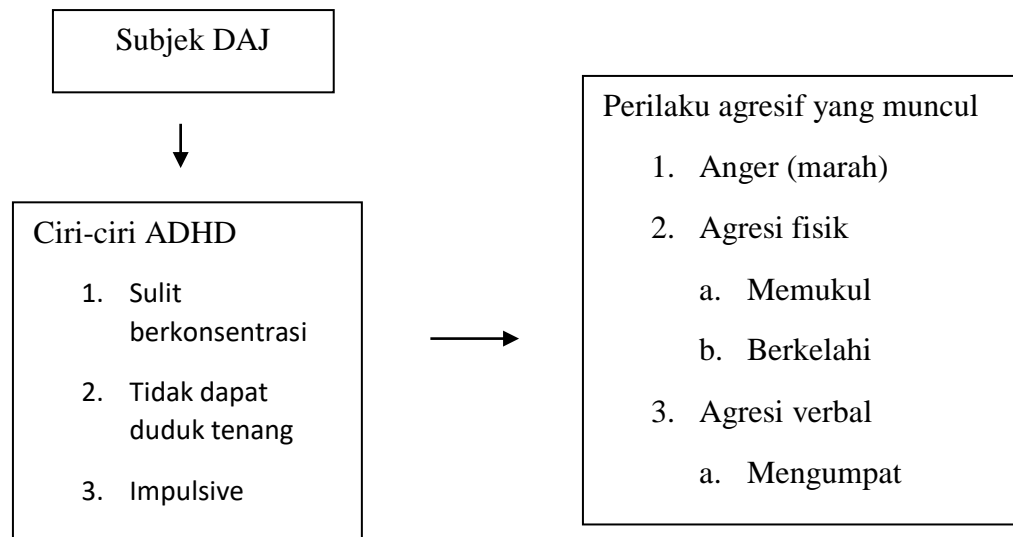 Subjek DAJ
Ciri-ciri ADHD
1. Sulit
berkonsentrasi
2. Tidak dapat
duduk tenang
3. Impulsive
Perilaku agresif yang muncul
1. Anger (marah)
2. Agresi fisik
a. Memukul
b. Berkelahi
3. Agresi verbal
a. Mengumpat